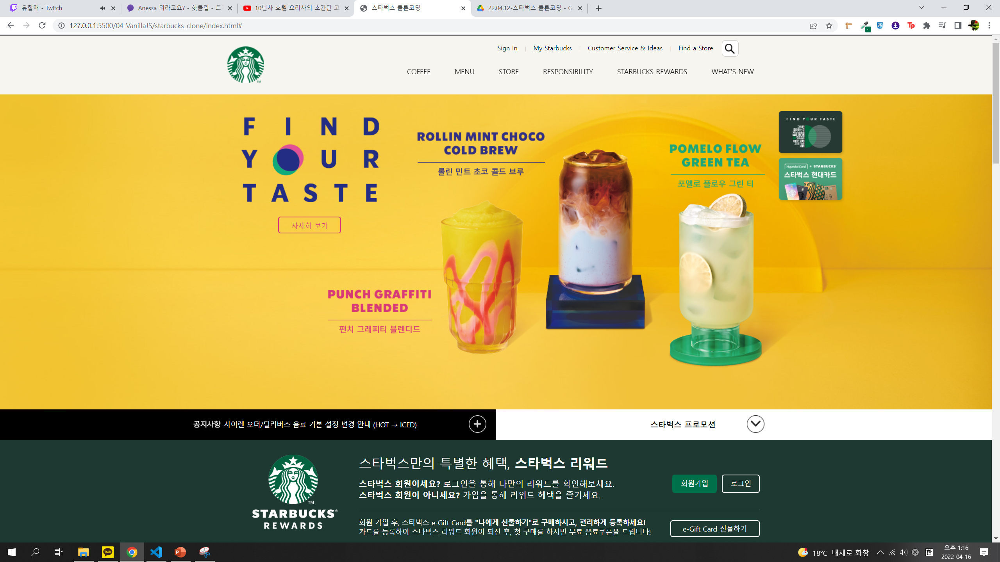 유할매 - Twitch
Anessa 뭐라고요? - 핫클립 - 트
10년차 호텔 요리사의 초간단 고
스타벅스 클론코딩
22.04.12-스타벅스 클론코딩 - G
127.0.0.1:5500/04-VanillaJS/starbucks_clone/index.html#
Tp
Sign In
My Starbucks
Customer Service & Ideas
Find a Store
TM
COFFEE
MENU
STORE
RESPONSIBILITY
STARBUCKS REWARDS
WHAT'S NEW
FIND
YOUR
TASTE
자세히 보기
ROLLIN MINT CHOCO
COLD BREW
롤린 민트 초코 콜드 브루
POMELO FLOW
GREEN TEA
포멜로 플로우 그린 티
FIND YOUR TASTE
Hyundai Card + STARBUCKS
스타벅스 현대카드
PUNCH GRAFFITI
BLENDED
펀치 그래피티 블렌디드
공지사항 사이렌 오더/딜리버스 음료 기본 설정 변경 안내 (HOT → ICED)
스타벅스 프로모션
TM
STARBUCKS®
REWARDS
스타벅스만의 특별한 혜택, 스타벅스 리워드
스타벅스 회원이세요? 로그인을 통해 나만의 리워드를 확인해보세요.
스타벅스 회원이 아니세요? 가입을 통해 리워드 혜택을 즐기세요.
회원가입
로그인
회원 가입 후, 스타벅스 e-Gift Card를 "나에게 선물하기"로 구매하시고, 편리하게 등록하세요!
카드를 등록하여 스타벅스 리워드 회원이 되신 후, 첫 구매를 하시면 무료 음료쿠폰을 드립니다!
e-Gift Card 선물하기
TALK
18°C 대체로 화창
한
오후 1:16
2022-04-16